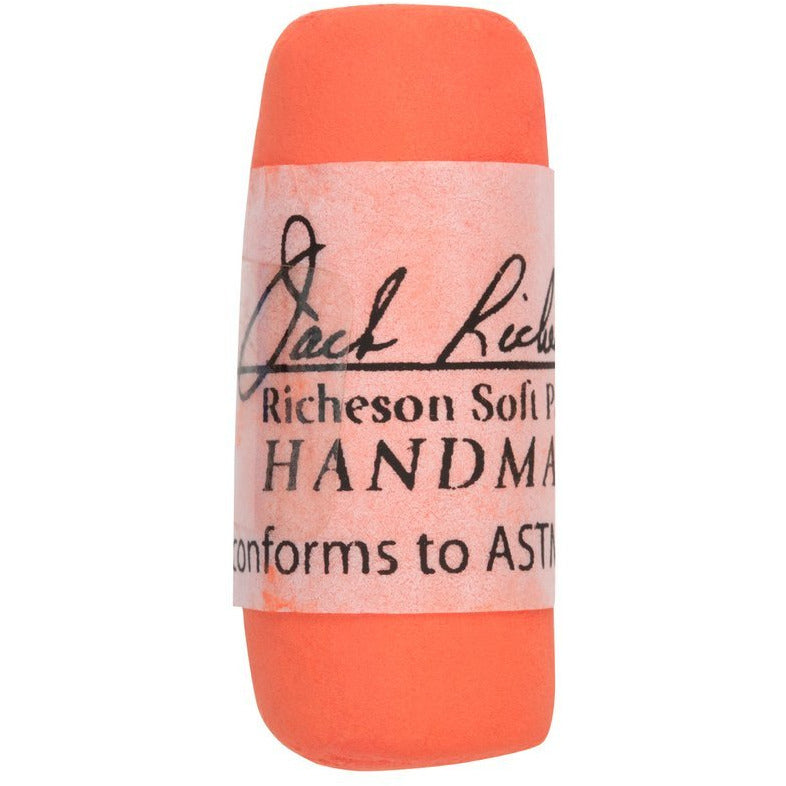 Jack Riche
Richeson Soft P
HANDMA
conforms to ASTM